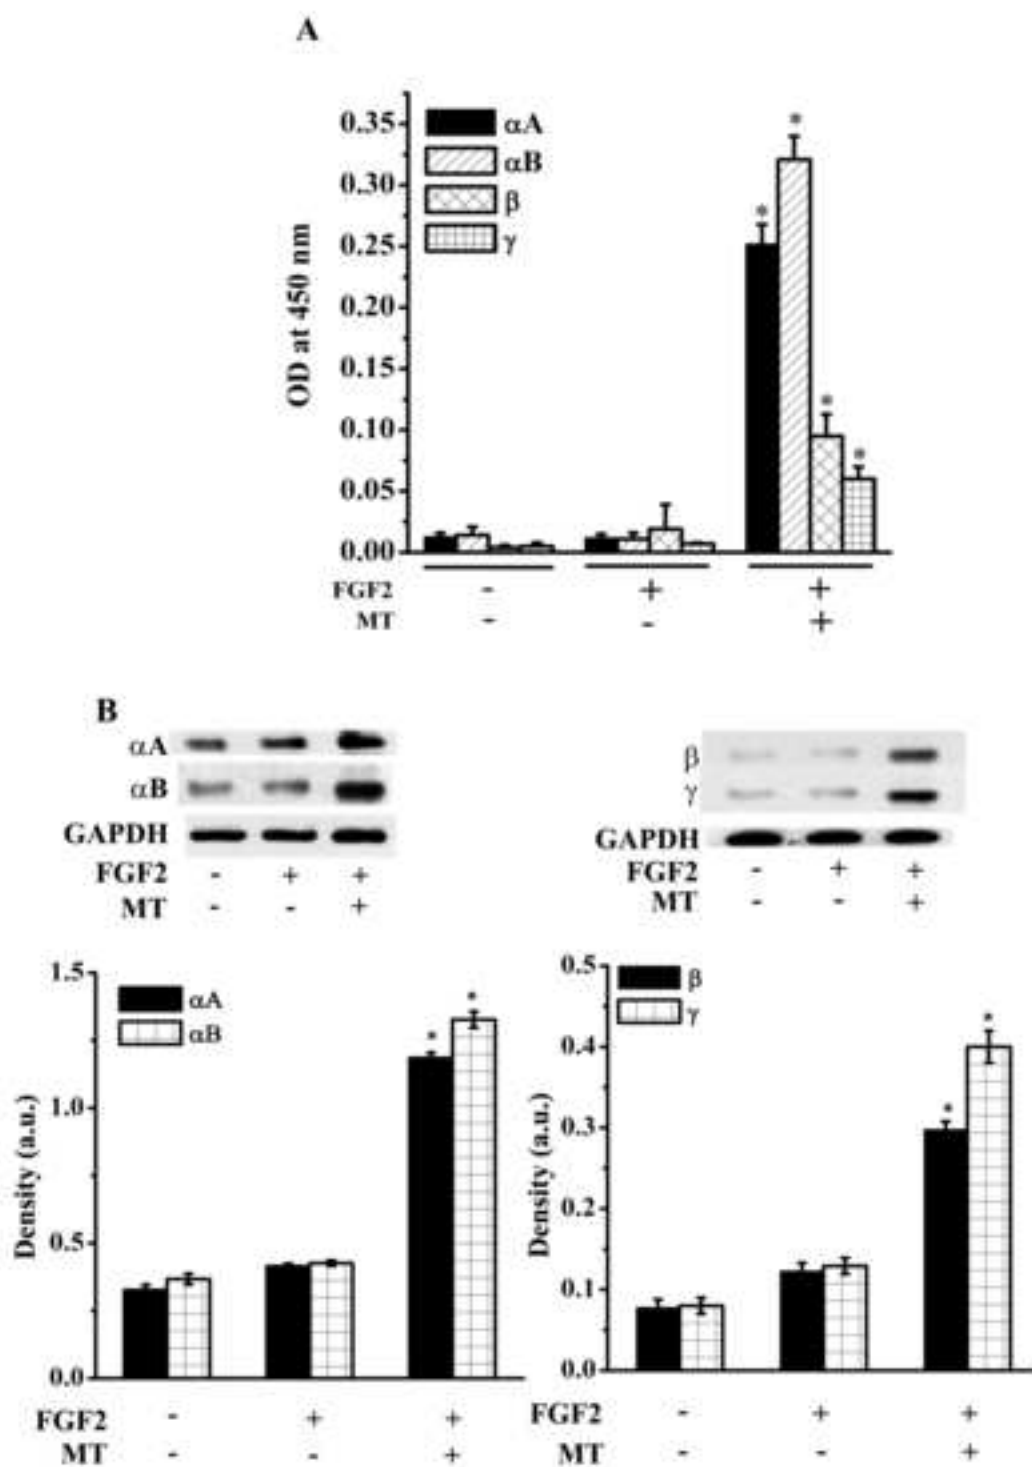 A
0.35
0.30
0.25
0.20
0.15
0.10
0.05
0.00
OD at 450 nm
αA
αB
β
γ
* * * *
FGF2 - + +
MT - - +
B
αA
αB
GAPDH
FGF2 - + +
MT - - +
β
γ
GAPDH
FGF2 - + +
MT - - +
1.5
1.0
0.5
0.0
Density (a.u.)
αA
αB
* *
FGF2 - + +
MT - - +
0.5
0.4
0.3
0.2
0.1
0.0
Density (a.u.)
β
γ
* *
FGF2 - + +
MT - - +